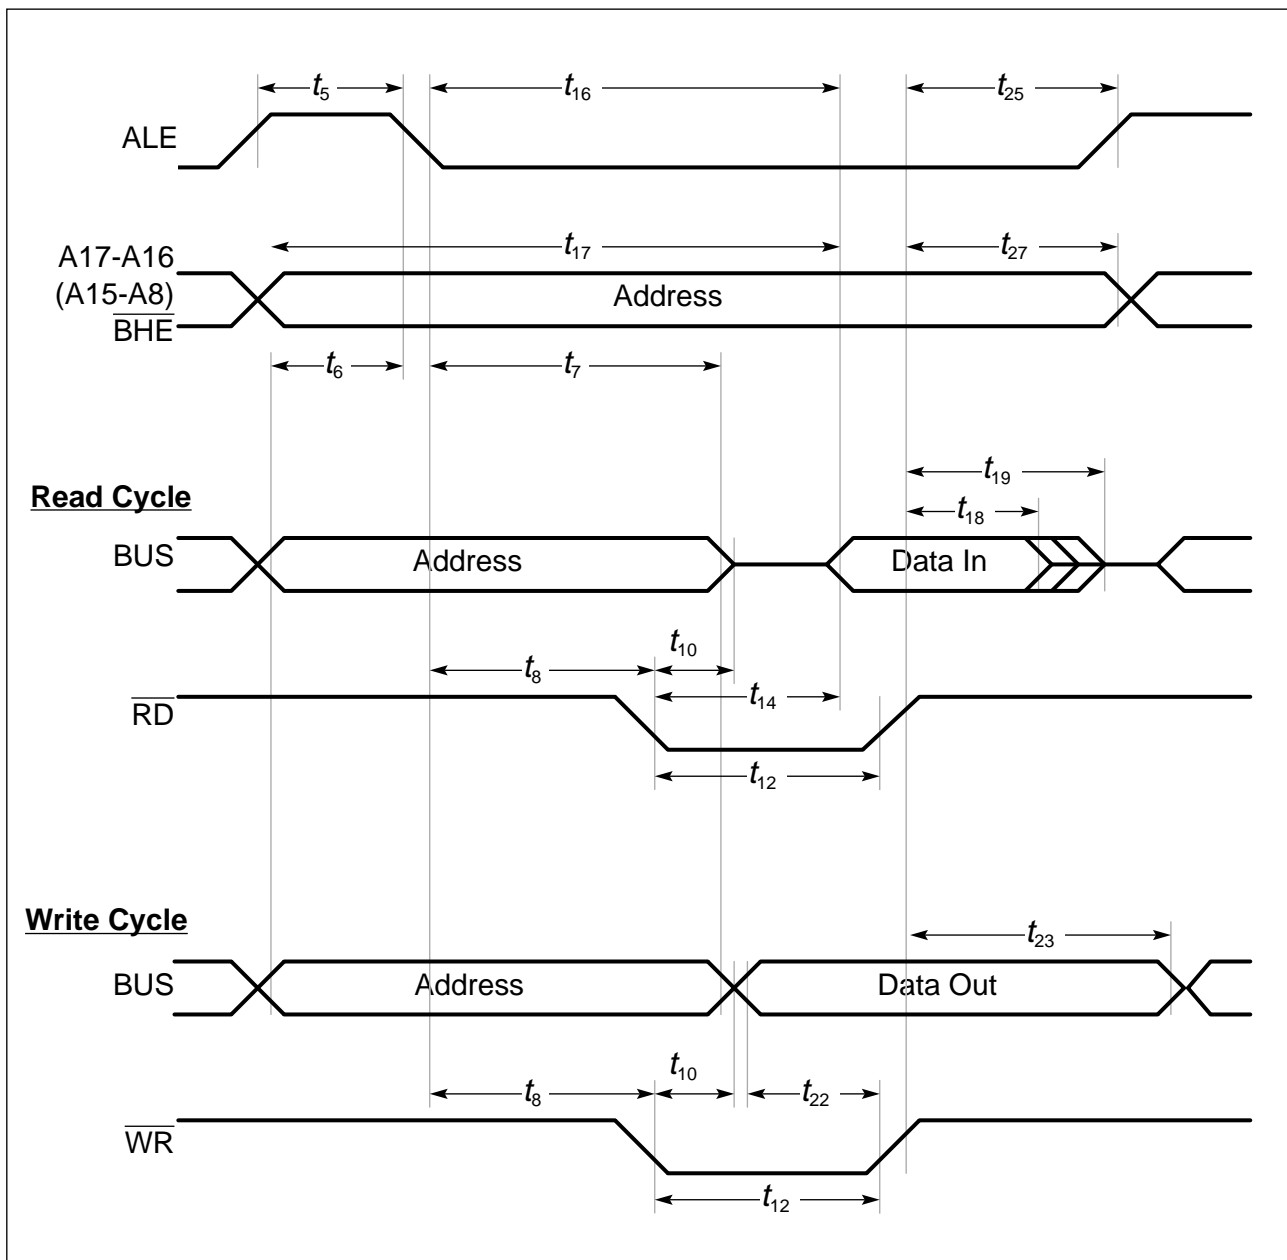 t5
t16
t25
ALE
A17-A16
(A15-A8)
BHE
t17
t27
Address
t6
t7
Read Cycle
t19
t18
BUS
Address
Data In
t10
t8
t14
RD
t12
Write Cycle
t23
BUS
Address
Data Out
t10
t8
t22
WR
t12